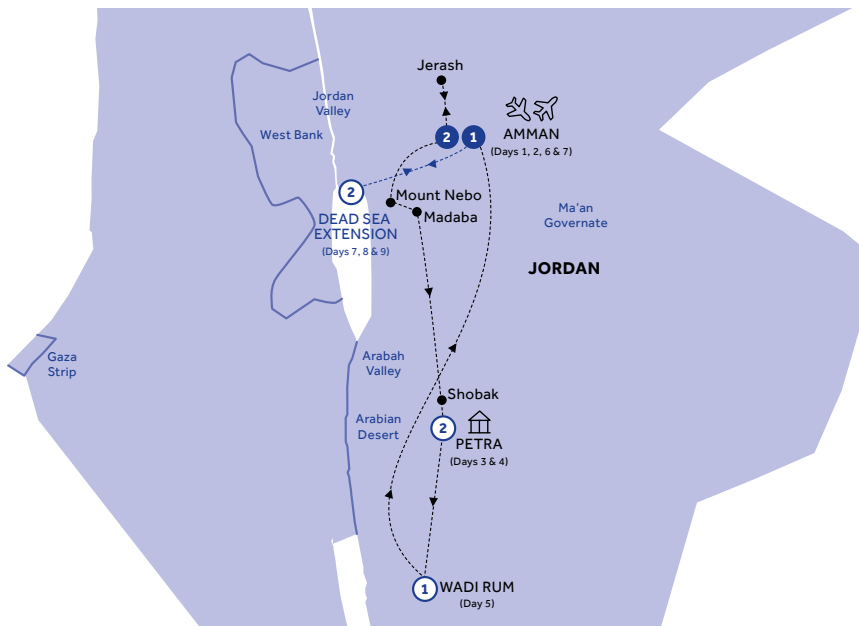 Jerash
Jordan
Valley
West Bank
2
1
AMMAN
(Days 1, 2, 6 & 7)
2
Mount Nebo
Madaba
DEAD SEA
EXTENSION
(Days 7, 8 & 9)
Ma'an
Governate
JORDAN
Gaza
Strip
Arabah
Valley
Shobak
Arabian
Desert
2
PETRA
(Days 3 & 4)
1
WADI RUM
(Day 5)